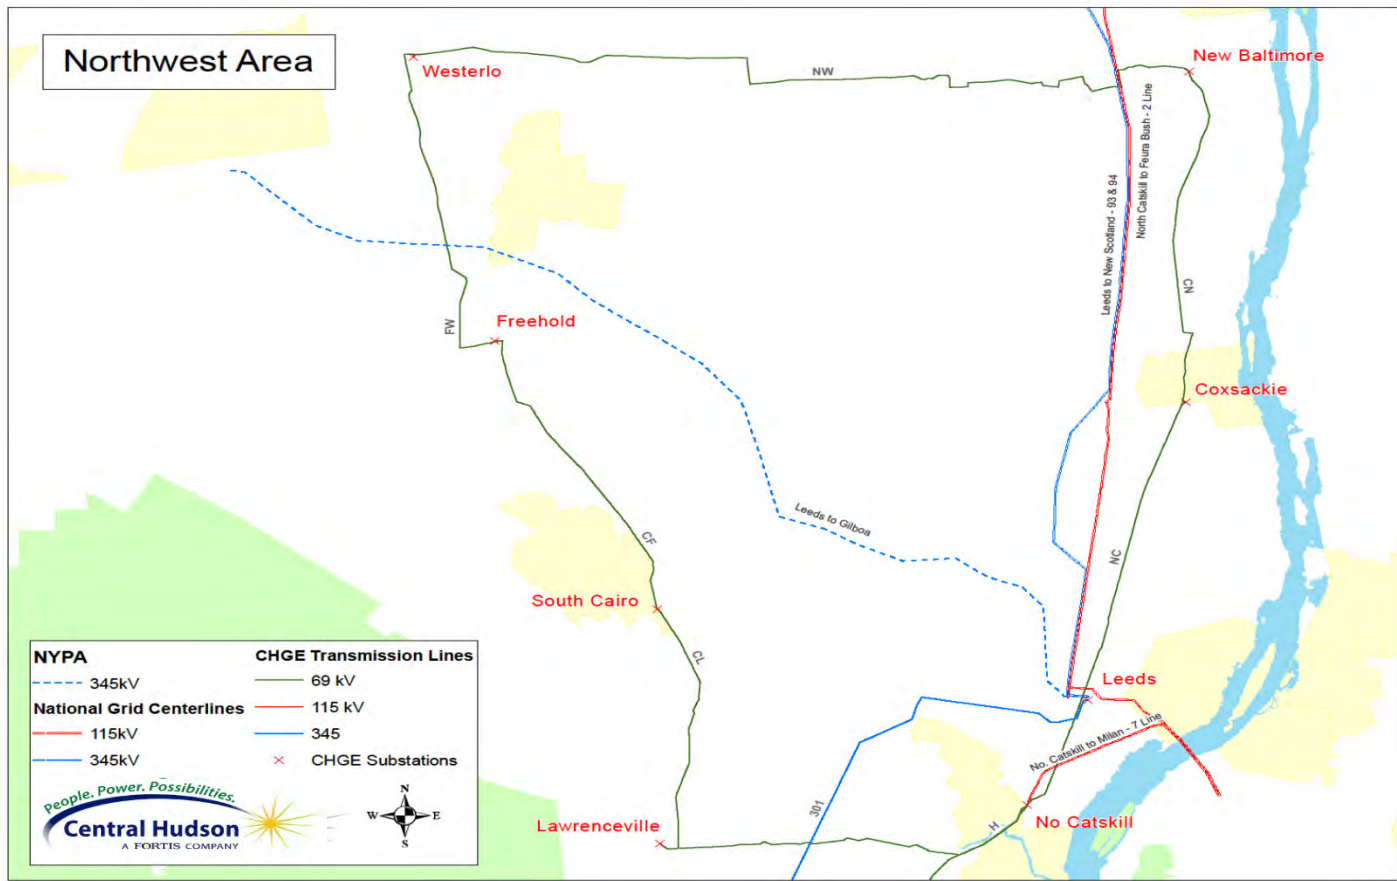 Northwest Area
Westerlo
NW
New Baltimore
Leeds to New Scotland - 93 & 94
North Catskill to Feura Bush - 2 Line
CN
FW
Freehold
Coxsackie
Leeds to Gilboa
CF
NC
South Cairo
CL
Leeds
No. Catskill to Milan - 7 Line
301
H
No Catskill
Lawrenceville
NYPA
345kV
National Grid Centerlines
115kV
345kV
CHGE Transmission Lines
69 kV
115 kV
345
CHGE Substations
People. Power. Possibilities.
Central Hudson
A FORTIS COMPANY
N
W E
S